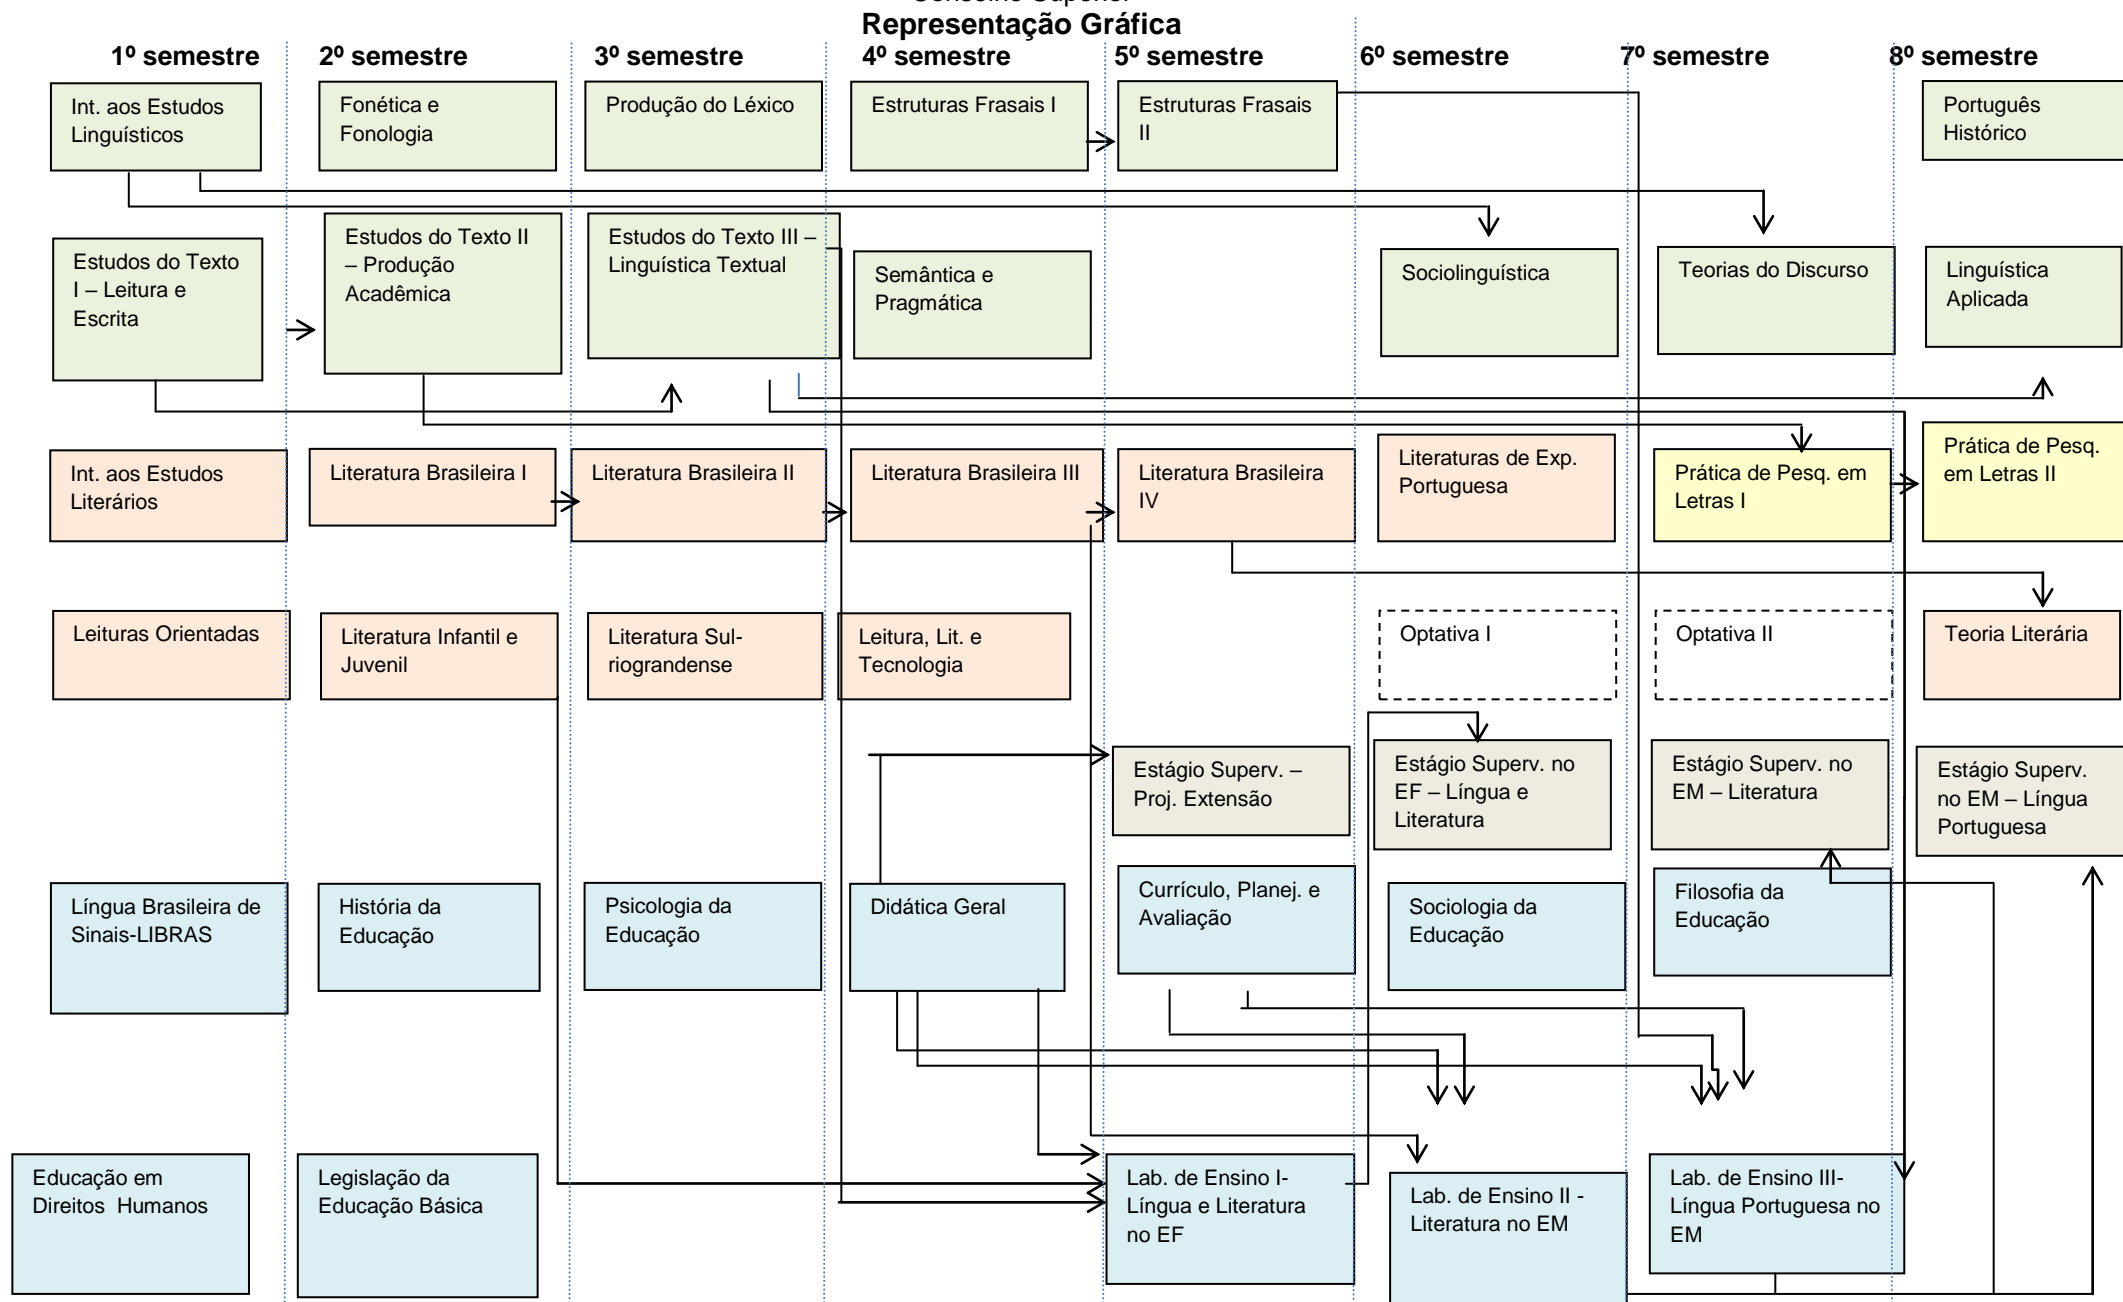 Conselho Superior
Representação Gráfica
1º semestre
2º semestre
3º semestre
4º semestre
5º semestre
6º semestre
7º semestre
8º semestre
Int. aos Estudos
Linguísticos
Fonética e
Fonologia
Produção do Léxico
Estruturas Frasais I
Estruturas Frasais
II
Português
Histórico
Estudos do Texto
I – Leitura e
Escrita
Estudos do Texto II
– Produção
Acadêmica
Estudos do Texto III –
Linguística Textual
Semântica e
Pragmática
Sociolinguística
Teorias do Discurso
Linguística
Aplicada
Int. aos Estudos
Literários
Literatura Brasileira I
Literatura Brasileira II
Literatura Brasileira III
Literatura Brasileira
IV
Literaturas de Exp.
Portuguesa
Prática de Pesq. em
Letras I
Prática de Pesq.
em Letras II
Leituras Orientadas
Literatura Infantil e
Juvenil
Literatura Sul-
riograndense
Leitura, Lit. e
Tecnologia
Optativa I
Optativa II
Teoria Literária
Estágio Superv. –
Proj. Extensão
Estágio Superv. no
EF – Língua e
Literatura
Estágio Superv. no
EM – Literatura
Estágio Superv.
no EM – Língua
Portuguesa
Língua Brasileira de
Sinais-LIBRAS
História da
Educação
Psicologia da
Educação
Didática Geral
Currículo, Planej. e
Avaliação
Sociologia da
Educação
Filosofia da
Educação
Educação em
Direitos  Humanos
Legislação da
Educação Básica
Lab. de Ensino I-
Língua e Literatura
no EF
Lab. de Ensino II -
Literatura no EM
Lab. de Ensino III-
Língua Portuguesa no
EM